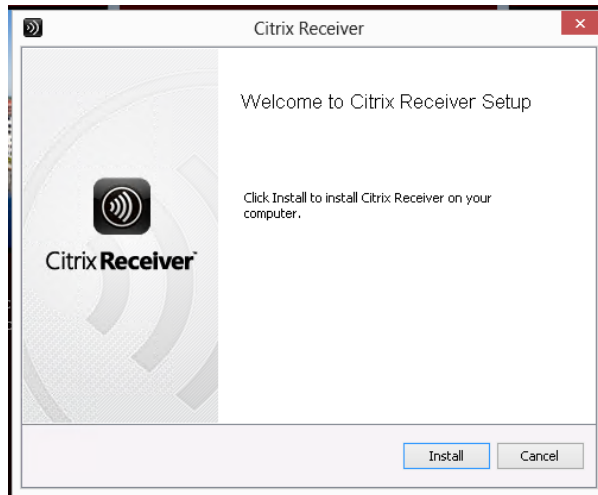 Citrix Receiver
Welcome to Citrix Receiver Setup
Click Install to install Citrix Receiver on your
computer.
Citrix Receiver™
Install Cancel